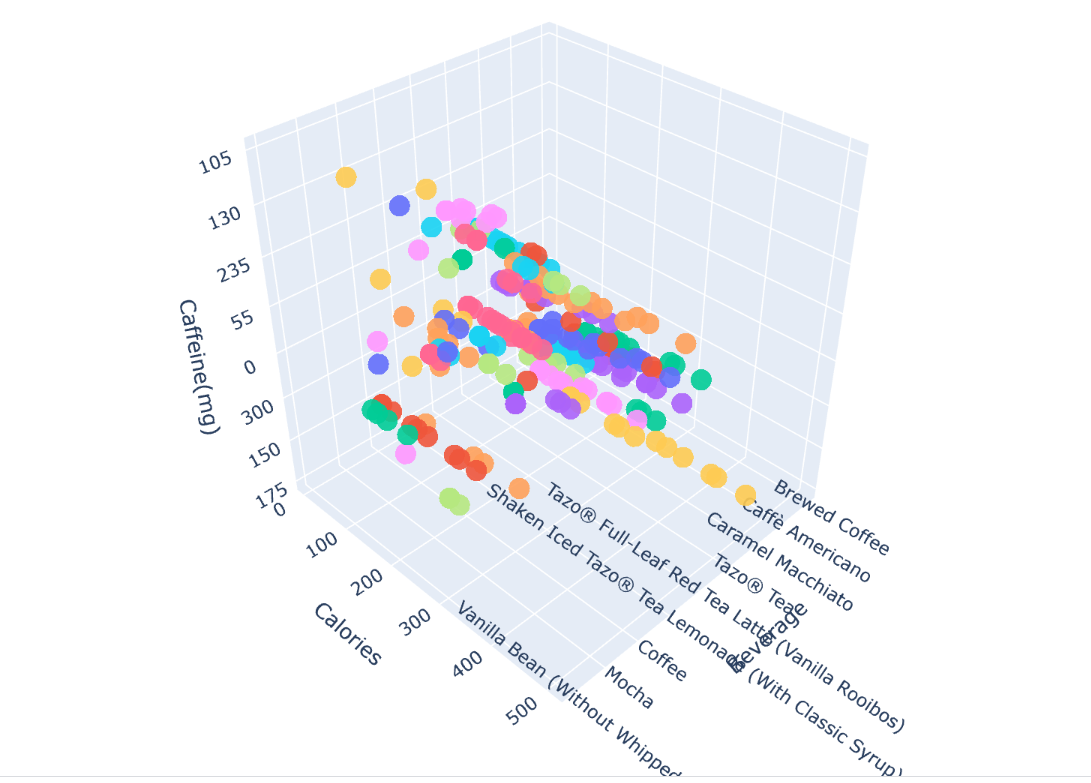 105
130
235
55
0
300
150
175
Caffeine(mg)
0
100
200
300
400
500
Calories
Brewed Coffee
Caffè Americano
Caramel Macchiato
Tazo® Tea
Tazo® Full-Leaf Red Tea Latte (Vanilla Rooibos)
Shaken Iced Tazo® Tea Lemonade (With Classic Syrup)
Coffee
Mocha
Vanilla Bean (Without Whipped
Beverage